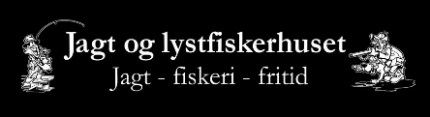 Jagt og lystfiskerhuset
Jagt - fiskeri - fritid